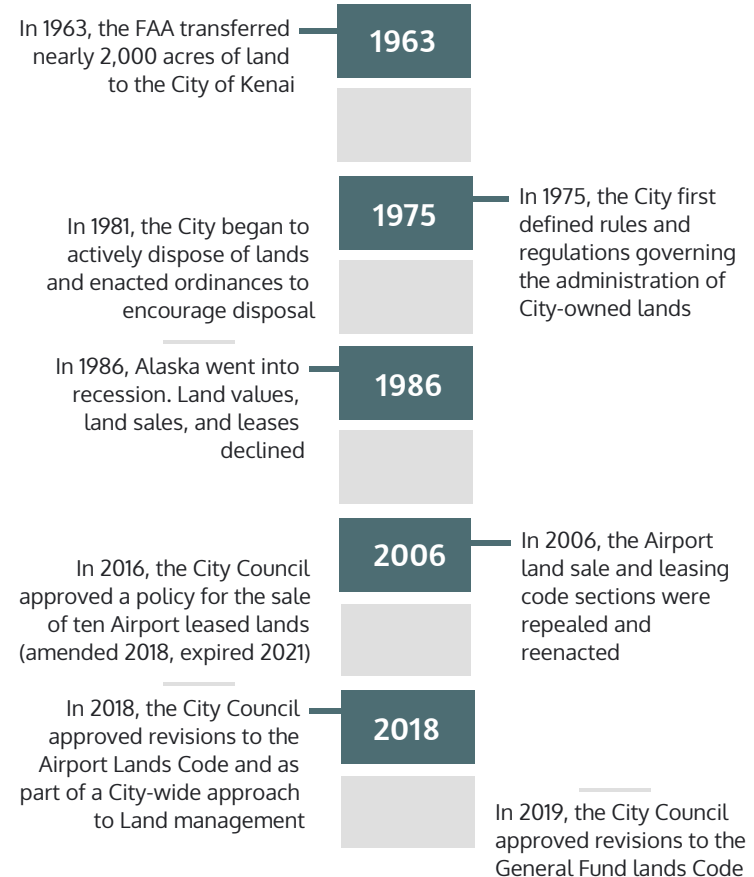 In 1963, the FAA transferred
nearly 2,000 acres of land
to the City of Kenai
1963
1975
In 1975, the City first
defined rules and
regulations governing
the administration of
City-owned lands
In 1981, the City began to
actively dispose of lands
and enacted ordinances to
encourage disposal
In 1986, Alaska went into
recession. Land values,
land sales, and leases
declined
1986
2006
In 2006, the Airport
land sale and leasing
code sections were
repealed and
reenacted
In 2016, the City Council
approved a policy for the sale
of ten Airport leased lands
(amended 2018, expired 2021)
In 2018, the City Council
approved revisions to the
Airport Lands Code and as
part of a City-wide approach
to Land management
2018
In 2019, the City Council
approved revisions to the
General Fund lands Code